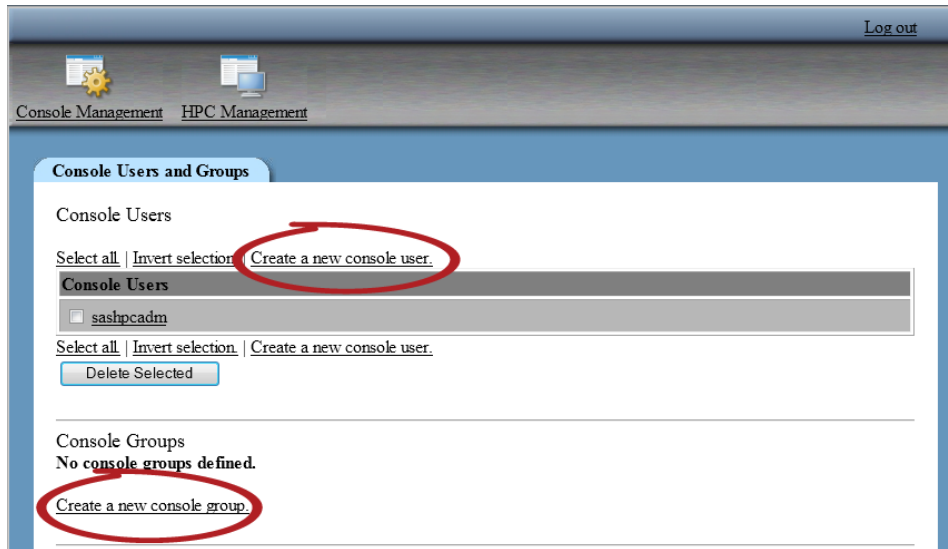 Log out
Console Management HPC Management
Console Users and Groups
Console Users
Select all. | Invert selection. | Create a new console user.
Console Users
sashpcadm
Select all. | Invert selection. | Create a new console user.
Delete Selected
Console Groups
No console groups defined.
Create a new console group.